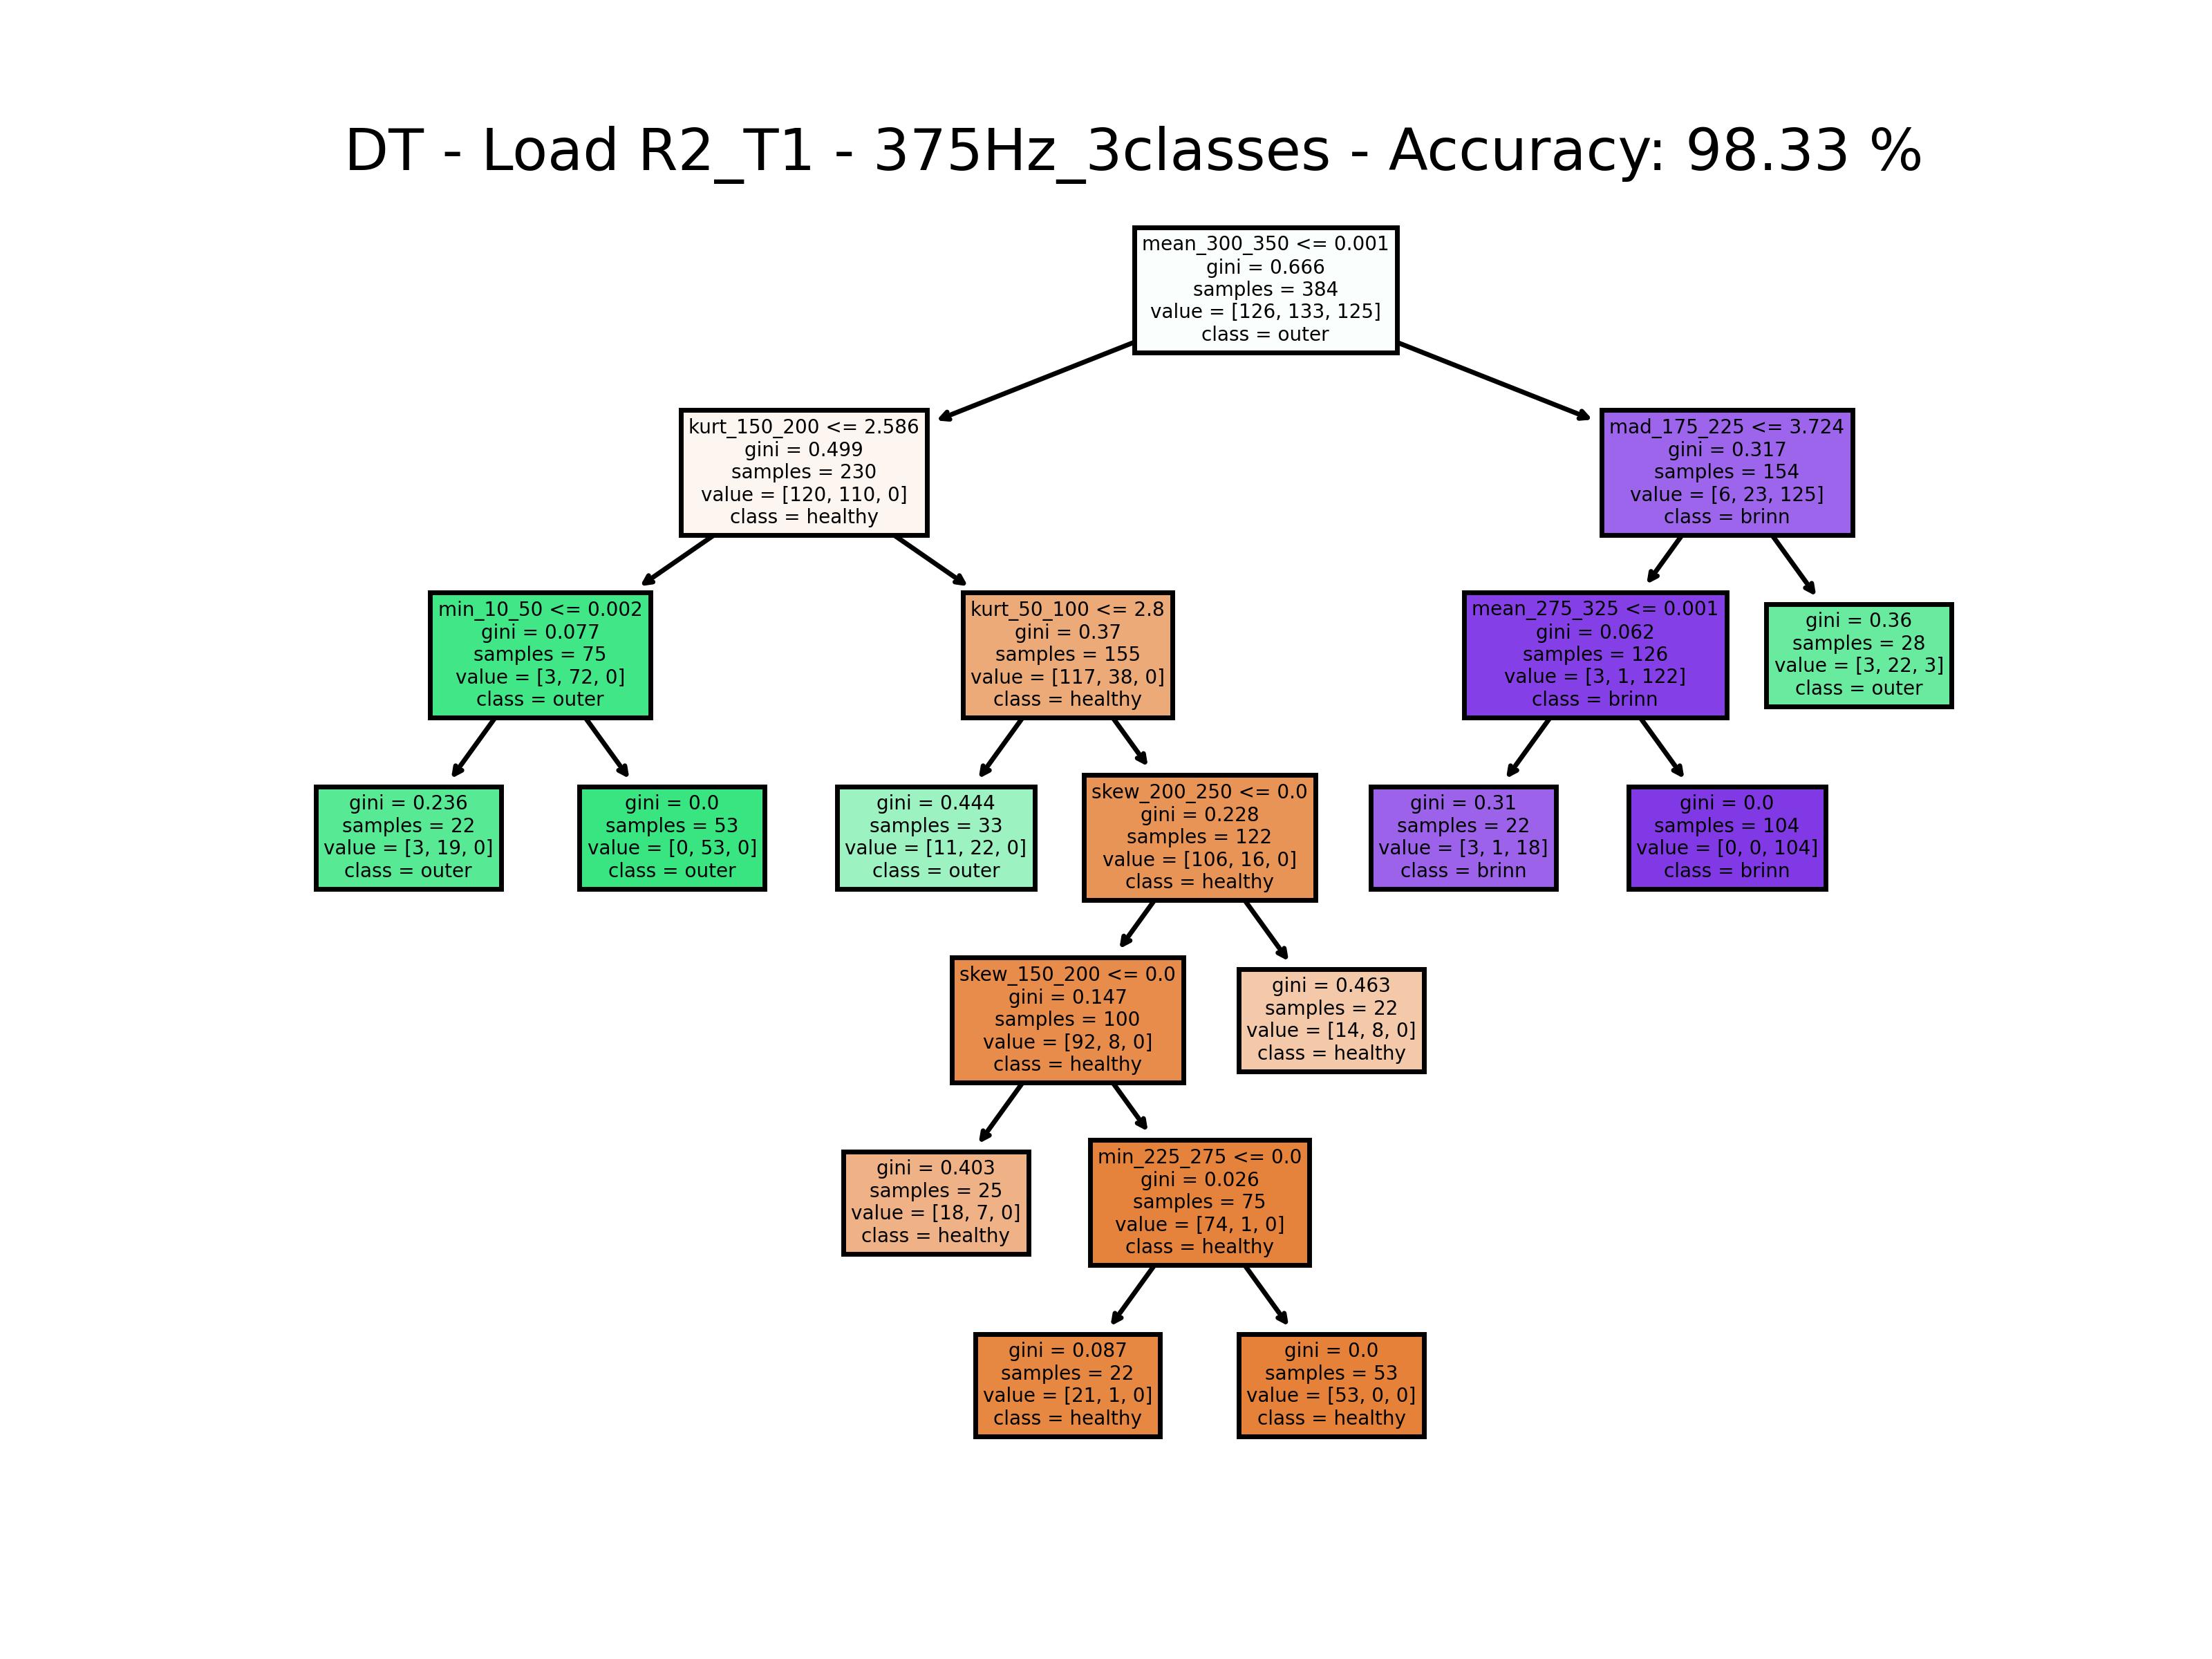 DT - Load R2_T1 - 375Hz_3classes - Accuracy: 98.33 %
mean_300_350 <= 0.001
gini = 0.666
samples = 384
value = [126, 133, 125]
class = outer
kurt_150_200 <= 2.586
gini = 0.499
samples = 230
value = [120, 110, 0]
class = healthy
mad_175_225 <= 3.724
gini = 0.317
samples = 154
value = [6, 23, 125]
class = brinn
min_10_50 <= 0.002
gini = 0.077
samples = 75
value = [3, 72, 0]
class = outer
kurt_50_100 <= 2.8
gini = 0.37
samples = 155
value = [117, 38, 0]
class = healthy
mean_275_325 <= 0.001
gini = 0.062
samples = 126
value = [3, 1, 122]
class = brinn
gini = 0.36
samples = 28
value = [3, 22, 3]
class = outer
gini = 0.236
samples = 22
value = [3, 19, 0]
class = outer
gini = 0.0
samples = 53
value = [0, 53, 0]
class = outer
gini = 0.444
samples = 33
value = [11, 22, 0]
class = outer
skew_200_250 <= 0.0
gini = 0.228
samples = 122
value = [106, 16, 0]
class = healthy
gini = 0.31
samples = 22
value = [3, 1, 18]
class = brinn
gini = 0.0
samples = 104
value = [0, 0, 104]
class = brinn
skew_150_200 <= 0.0
gini = 0.147
samples = 100
value = [92, 8, 0]
class = healthy
gini = 0.463
samples = 22
value = [14, 8, 0]
class = healthy
gini = 0.403
samples = 25
value = [18, 7, 0]
class = healthy
min_225_275 <= 0.0
gini = 0.026
samples = 75
value = [74, 1, 0]
class = healthy
gini = 0.087
samples = 22
value = [21, 1, 0]
class = healthy
gini = 0.0
samples = 53
value = [53, 0, 0]
class = healthy